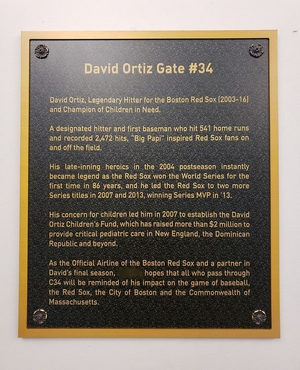 David Ortiz Gate #34
David Ortiz, Legendary Hitter for the Boston Red Sox (2003-16)
and Champion of Children in Need.
A designated hitter and first baseman who hit 541 home runs
and recorded 2,472 hits, "Big Papi" inspired Red Sox fans on
and off the field.
His late-inning heroics in the 2004 postseason instantly
became legend as the Red Sox won the World Series for the
first time in 86 years, and he led the Red Sox to two more
Series titles in 2007 and 2013, winning Series MVP in '13.
His concern for children led him in 2007 to establish the David
Ortiz Children's Fund, which has raised more than $2 million to
provide critical pediatric care in New England, the Dominican
Republic and beyond.
As the Official Airline of the Boston Red Sox and a partner in
David's final season, hopes that all who pass through
C34 will be reminded of his impact on the game of baseball,
the Red Sox, the City of Boston and the Commonwealth of
Massachusetts.